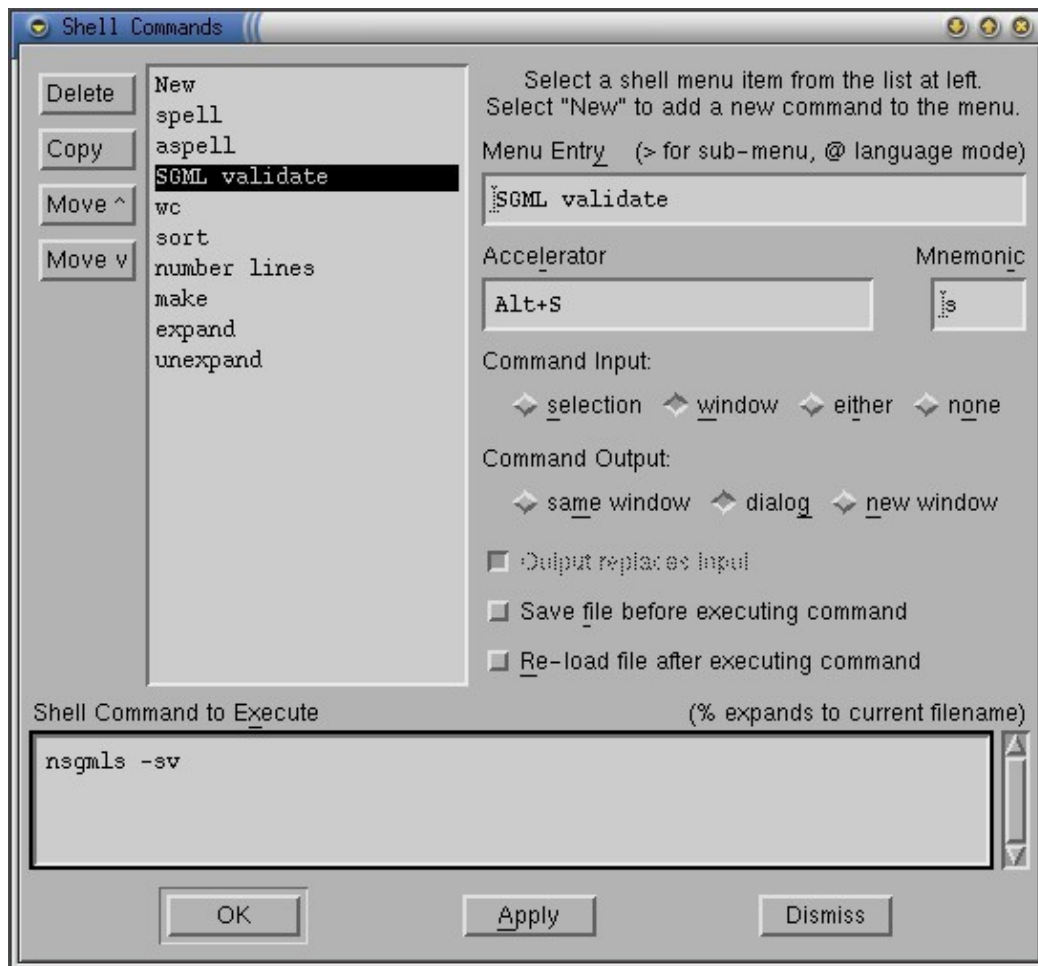 Shell Commands
Delete
Copy
Move ^
Move v
New
spell
aspell
SGML validate
wc
sort
number lines
make
expand
unexpand
Select a shell menu item from the list at left.
Select "New" to add a new command to the menu.
Menu Entry (> for sub-menu, @ language mode)
SGML validate
Accelerator Mnemonic
Alt+S s
Command Input:
selection window either none
Command Output:
same window dialog new window
Output replaces Input
Save file before executing command
Re-load file after executing command
Shell Command to Execute (% expands to current filename)
nsgmls -sv
OK Apply Dismiss